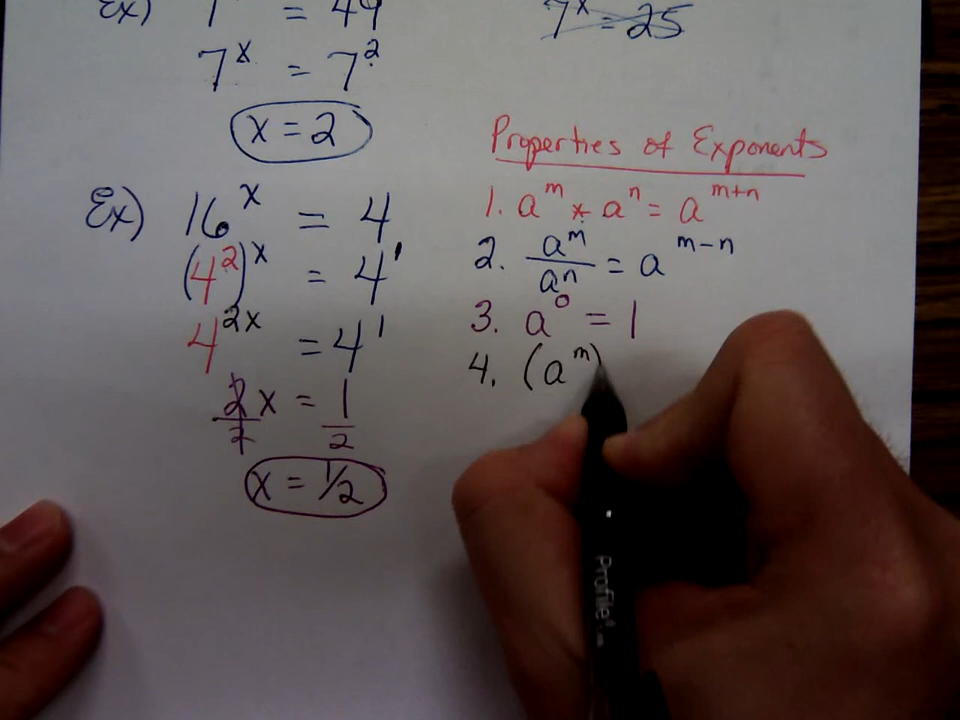 Ex) 7 = 49
7^x = 7^2
x = 2
7^x = 25
Ex) 16^x = 4
(4^2)^x = 4^1
4^2x = 4^1
2x/2 = 1/2
x = 1/2
Properties of Exponents
1. a^m * a^n = a^m+n
2. a^m/a^n = a^m-n
3. a^0 = 1
4. (a^m)
Profile